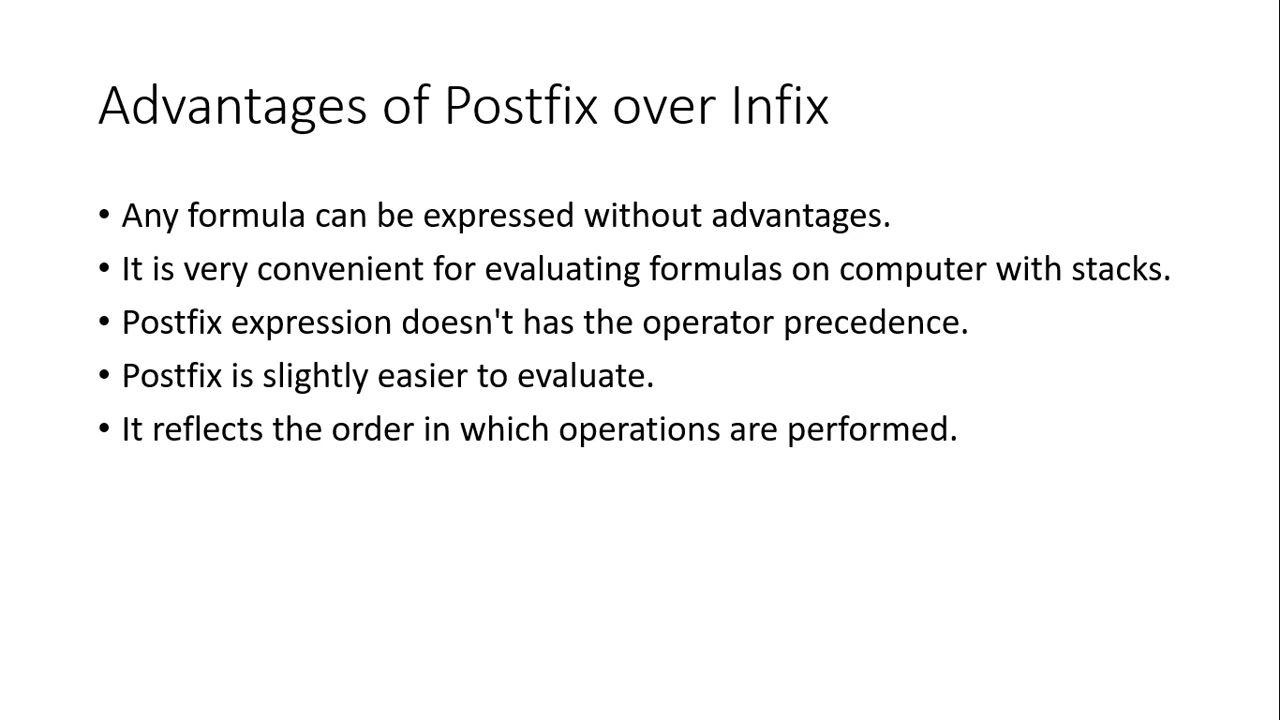 Advantages of Postfix over Infix
• Any formula can be expressed without advantages.
• It is very convenient for evaluating formulas on computer with stacks.
• Postfix expression doesn't has the operator precedence.
• Postfix is slightly easier to evaluate.
• It reflects the order in which operations are performed.